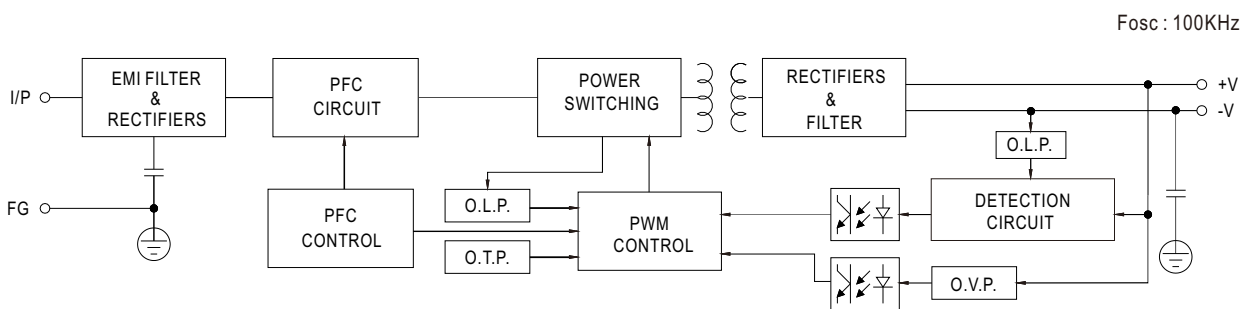 Fosc : 100KHz
I/P
EMI FILTER
&
RECTIFIERS
PFC
CIRCUIT
POWER
SWITCHING
RECTIFIERS
&
FILTER
+V
-V
O.L.P.
FG
PFC
CONTROL
O.L.P.
O.T.P.
PWM
CONTROL
DETECTION
CIRCUIT
O.V.P.